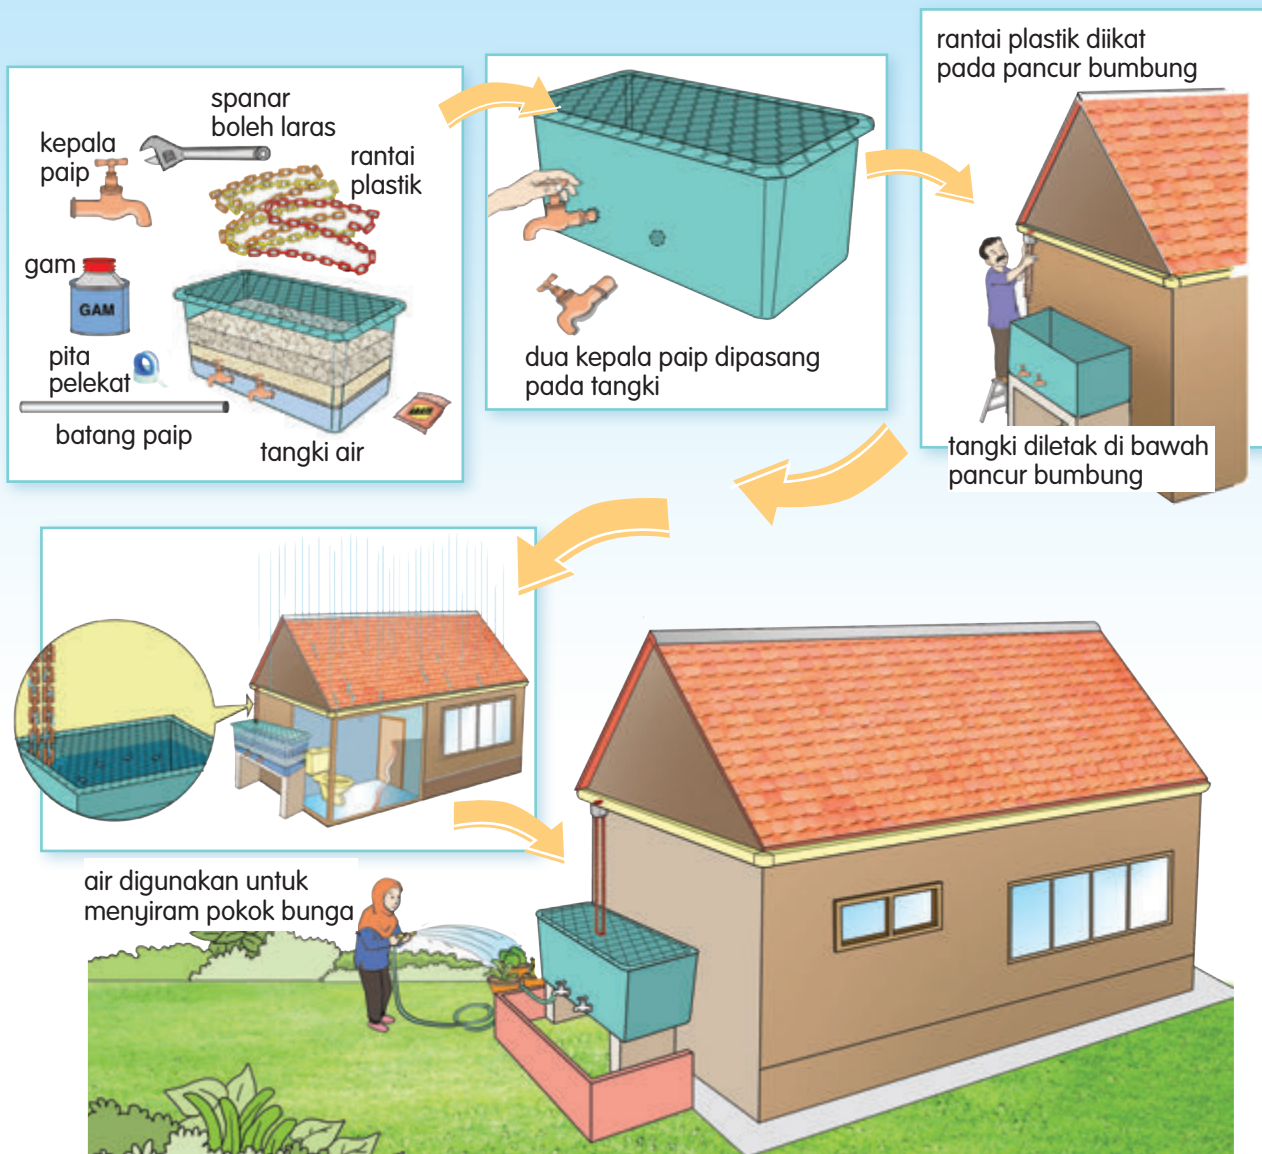 spanar
boleh laras
kepala
paip
rantai
plastik
gam
GAM
pita
pelekat
batang paip
tangki air
dua kepala paip dipasang
pada tangki
rantai plastik diikat
pada pancur bumbung
tangki diletak di bawah
pancur bumbung
air digunakan untuk
menyiram pokok bunga